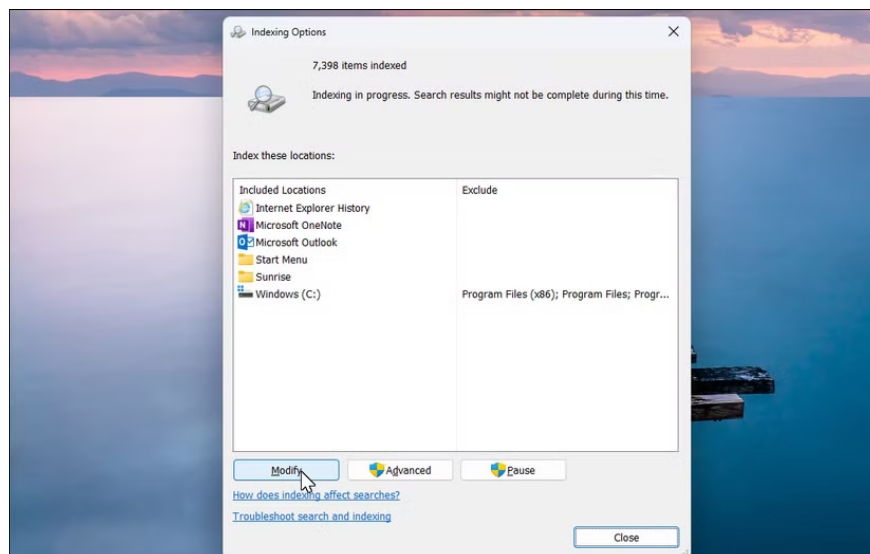 Indexing Options
7,398 items indexed
Indexing in progress. Search results might not be complete during this time.
Index these locations:
Included Locations Exclude
Internet Explorer History
Microsoft OneNote
Microsoft Outlook
Start Menu
Sunrise
Windows (C:) Program Files (x86); Program Files; Progr...
Modify Advanced Pause
How does indexing affect searches?
Troubleshoot search and indexing
Close